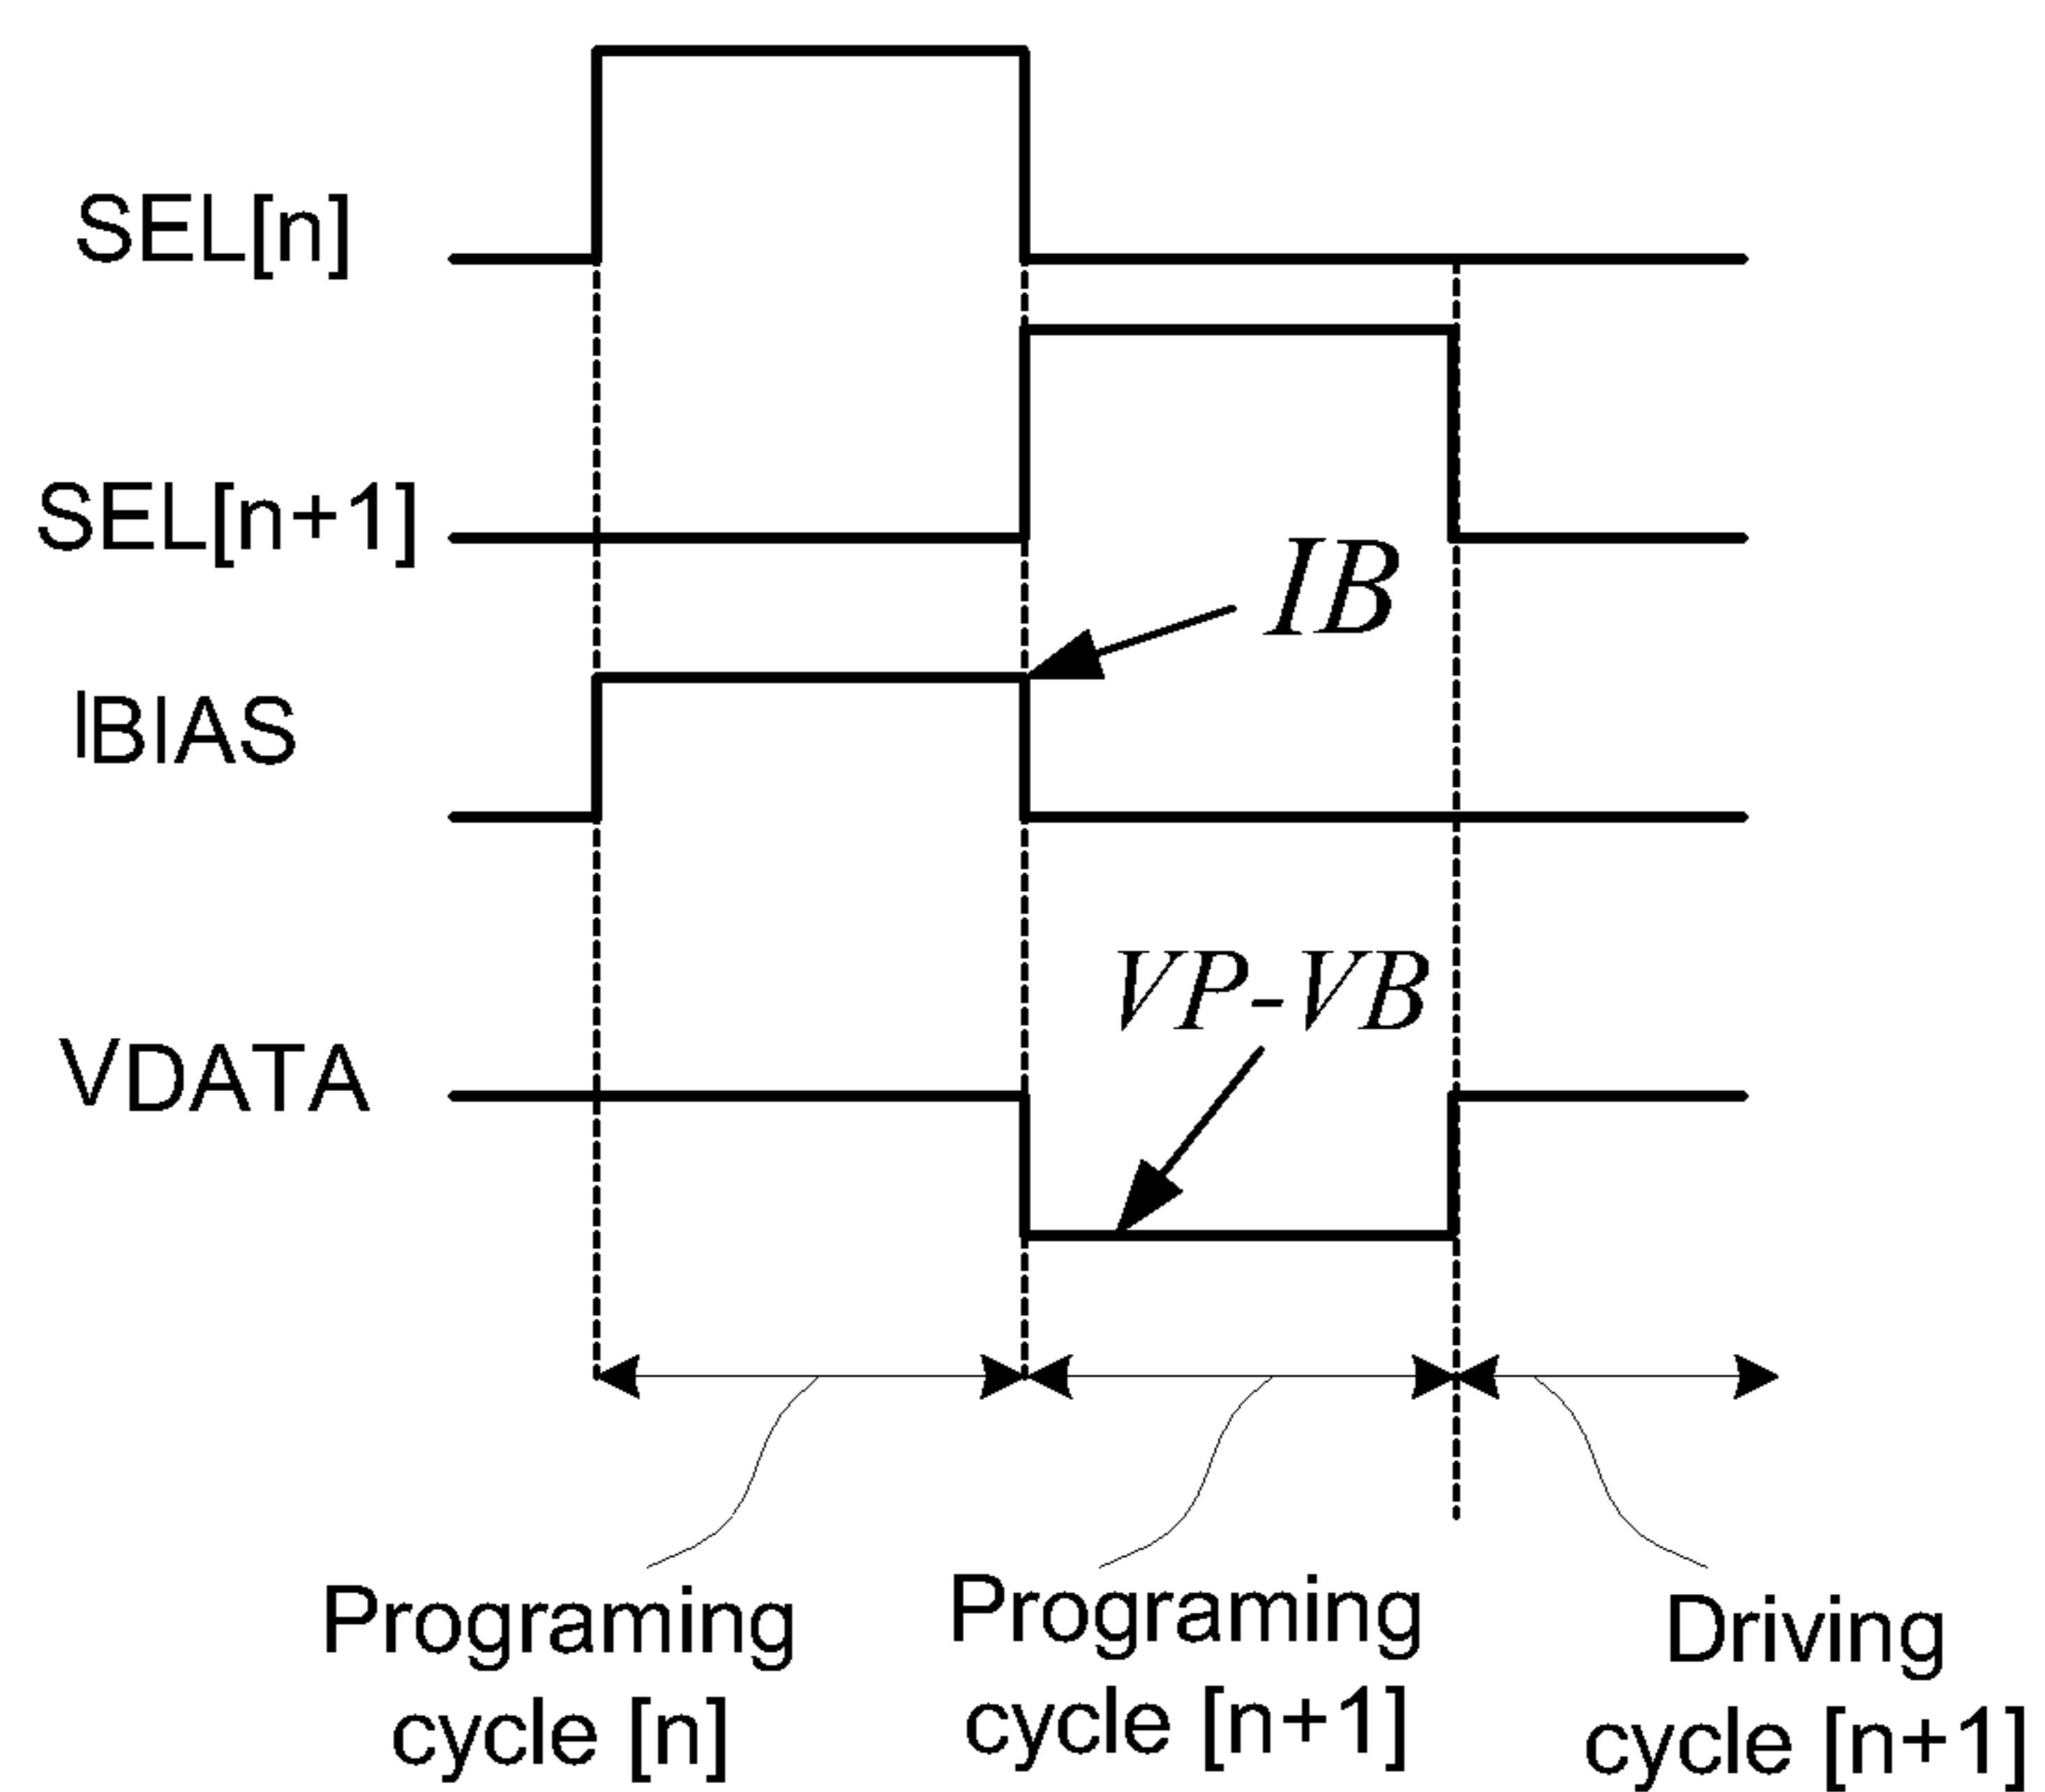 SEL[n]
SEL[n+1]
IB
IBIAS
VP-VB
VDATA
Programing
cycle [n]
Programing
cycle [n+1]
Driving
cycle [n+1]